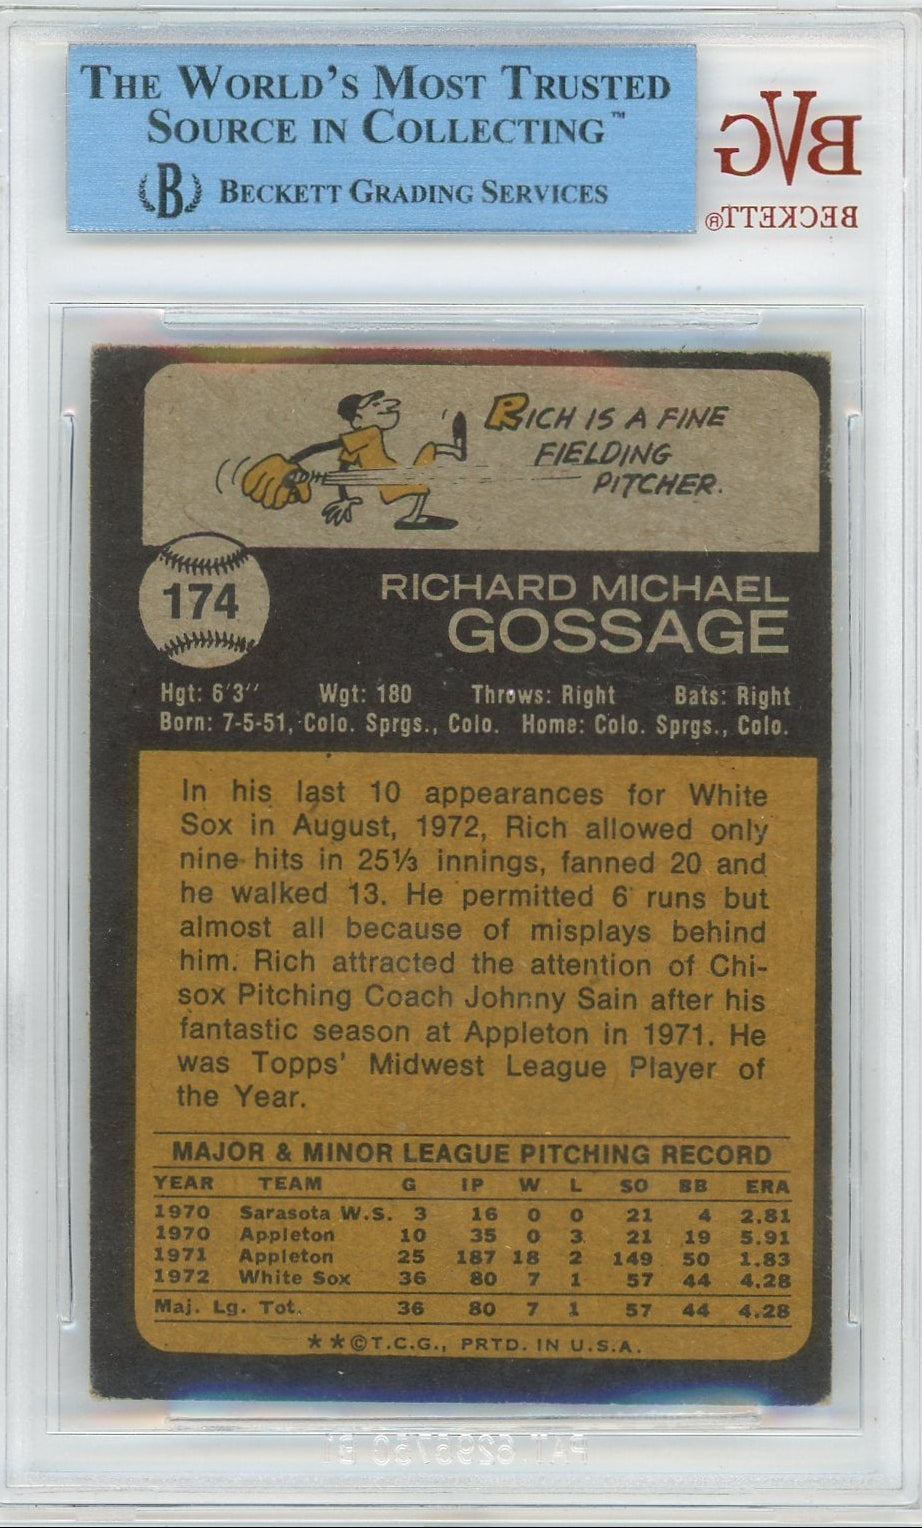 THE WORLD'S MOST TRUSTED
SOURCE IN COLLECTING™
B BECKETT GRADING SERVICES
BVG
BECKETT®
RICH IS A FINE
FIELDING
PITCHER.
174
RICHARD MICHAEL
GOSSAGE
Hgt: 6'3'' Wgt: 180 Throws: Right Bats: Right
Born: 7-5-51, Colo. Sprgs., Colo. Home: Colo. Sprgs., Colo.
In his last 10 appearances for White
Sox in August, 1972, Rich allowed only
nine hits in 25⅓ innings, fanned 20 and
he walked 13. He permitted 6 runs but
almost all because of misplays behind
him. Rich attracted the attention of Chi-
sox Pitching Coach Johnny Sain after his
fantastic season at Appleton in 1971. He
was Topps' Midwest League Player of
the Year.
MAJOR & MINOR LEAGUE PITCHING RECORD
YEAR TEAM G IP W L SO BB ERA
1970 Sarasota W.S. 3 16 0 0 21 4 2.81
1970 Appleton 10 35 0 3 21 19 5.91
1971 Appleton 25 187 18 2 149 50 1.83
1972 White Sox 36 80 7 1 57 44 4.28
Maj. Lg. Tot. 36 80 7 1 57 44 4.28
★★©T.C.G., PRTD. IN U.S.A.